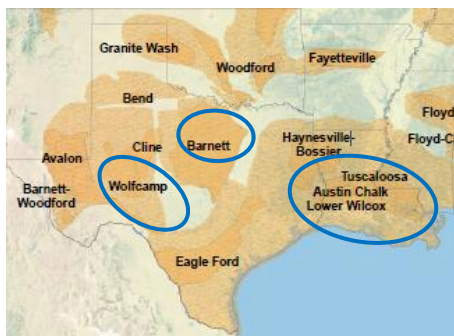 Granite Wash
Woodford
Fayetteville
Bend
Floyd
Cline
Barnett
Haynesville-
Bossier
Floyd-C
Avalon
Barnett-
Woodford
Wolfcamp
Tuscaloosa
Austin Chalk
Lower Wilcox
Eagle Ford